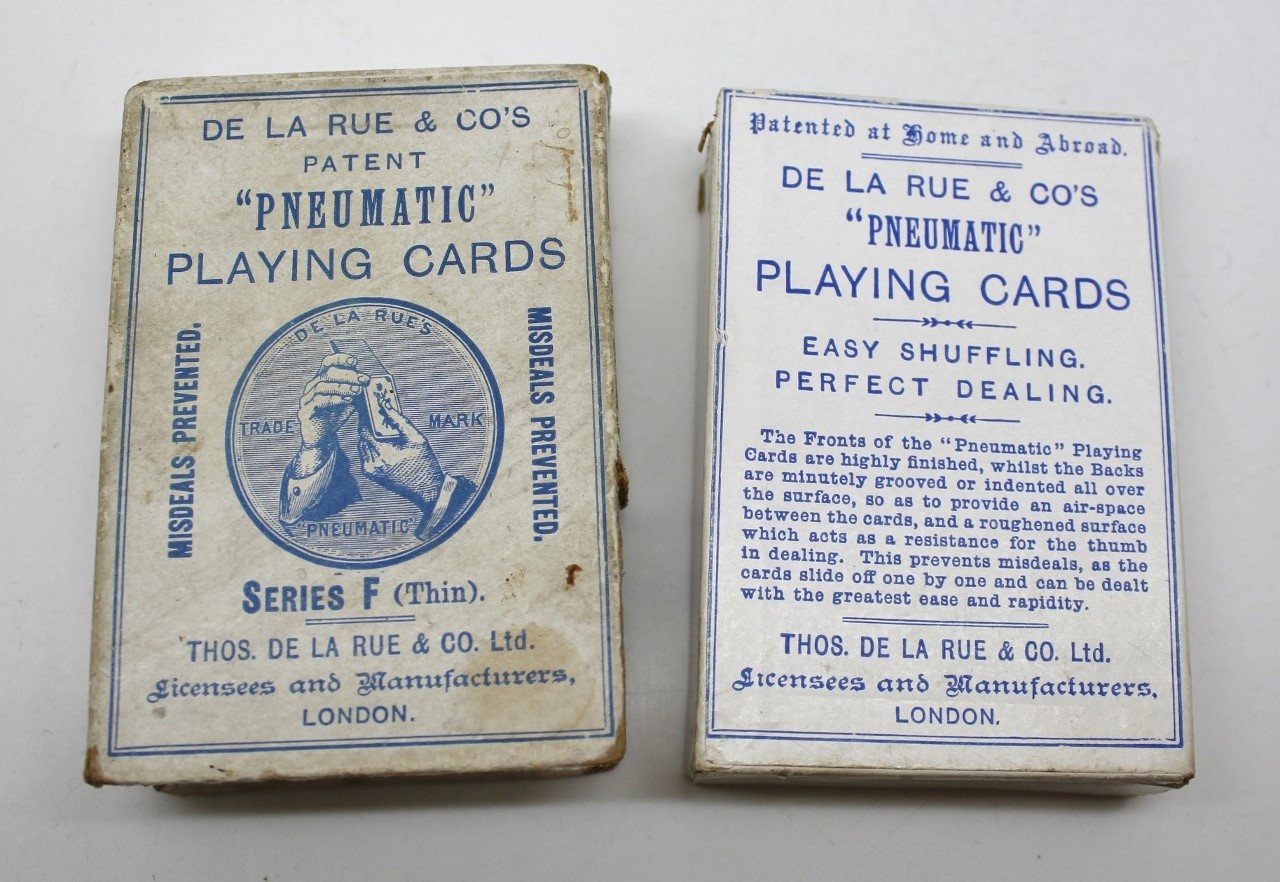 DE LA RUE & CO'S
PATENT
"PNEUMATIC"
PLAYING CARDS
MISDEALS PREVENTED.
DE LA RUE'S
TRADE MARK
"PNEUMATIC"
MISDEALS PREVENTED.
SERIES F (Thin).
THOS. DE LA RUE & CO. Ltd.
Licensees and Manufacturers,
LONDON.
Patented at Home and Abroad.
DE LA RUE & CO'S
"PNEUMATIC"
PLAYING CARDS
EASY SHUFFLING.
PERFECT DEALING.
The Fronts of the "Pneumatic" Playing
Cards are highly finished, whilst the Backs
are minutely grooved or indented all over
the surface, so as to provide an air-space
between the cards, and a roughened surface
which acts as a resistance for the thumb
in dealing. This prevents misdeals, as the
cards slide off one by one and can be dealt
with the greatest ease and rapidity.
THOS. DE LA RUE & CO. Ltd.
Licensees and Manufacturers,
LONDON.